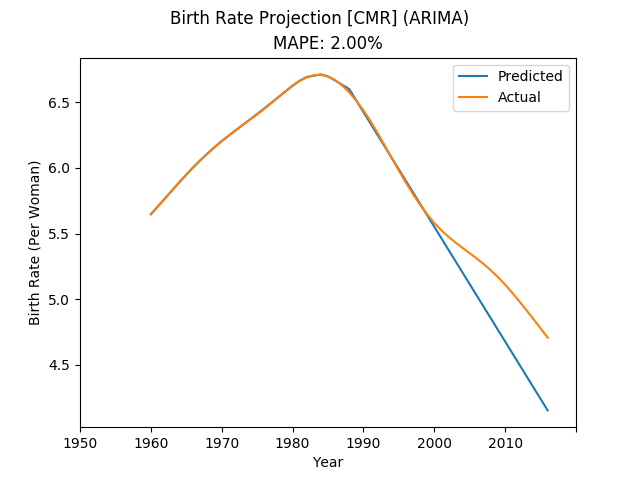 Birth Rate Projection [CMR] (ARIMA)
MAPE: 2.00%
Predicted
Actual
Birth Rate (Per Woman)
6.5
6.0
5.5
5.0
4.5
1950 1960 1970 1980 1990 2000 2010
Year